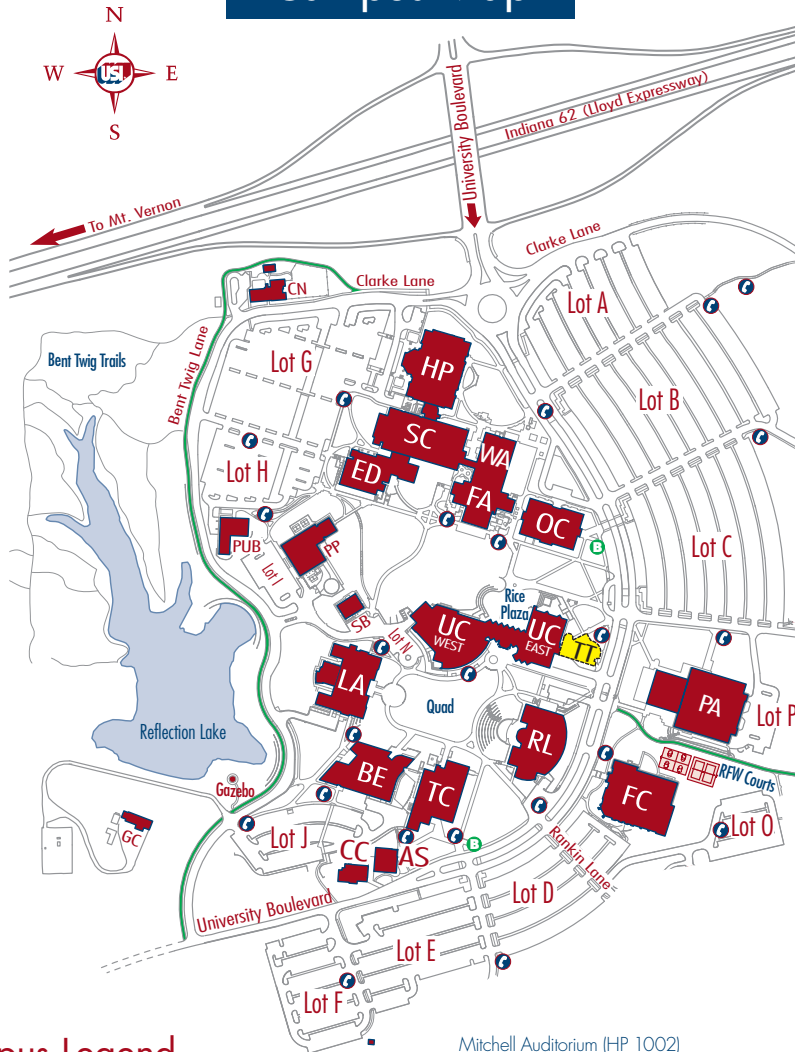 N
W
USI
E
S
University Boulevard
Indiana 62 (Lloyd Expressway)
To Mt. Vernon
Clarke Lane
CN
Clarke Lane
Lot A
Bent Twig Trails
Bent Twig Lane
Lot G
HP
Lot B
SC
WA
Lot H
ED
FA
OC
PUB
PP
B
Lot C
Lot I
SB
Rice
Plaza
Lot N
UC
WEST
UC
EAST
TT
LA
PA
Quad
Lot P
Reflection Lake
RL
BE
TC
RFW Courts
Gazebo
FC
GC
Lot J
B
Lot O
CC
AS
Rankin Lane
University Boulevard
Lot D
Lot E
Lot F
Mitchell Auditorium (HP 1002)